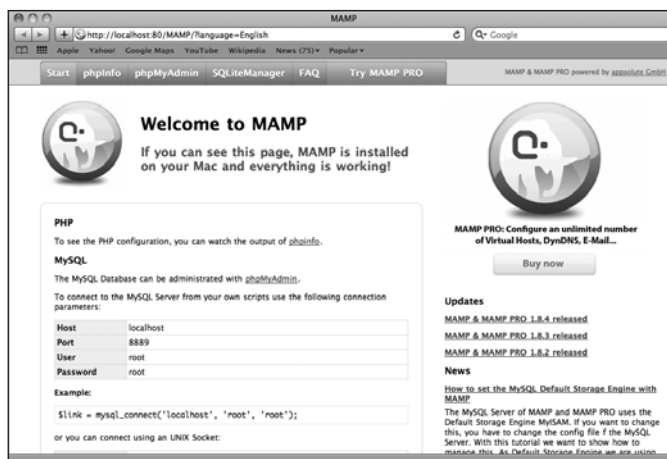 MAMP
http://localhost:80/MAMP/?language=English
Google
Apple Yahoo! Google Maps YouTube Wikipedia News (75) Popular
Start phpInfo phpMyAdmin SQLiteManager FAQ Try MAMP PRO
MAMP & MAMP PRO powered by appsolute GmbH
Welcome to MAMP
If you can see this page, MAMP is installed
on your Mac and everything is working!
PHP
To see the PHP configuration, you can watch the output of phpinfo.
MySQL
The MySQL Database can be administrated with phpMyAdmin.
To connect to the MySQL Server from your own scripts use the following connection
parameters:
Host localhost
Port 8889
User root
Password root
Example:
$link = mysql_connect('localhost', 'root', 'root');
or you can connect using an UNIX Socket:
MAMP PRO: Configure an unlimited number
of Virtual Hosts, DynDNS, E-Mail...
Buy now
Updates
MAMP & MAMP PRO 1.8.4 released
MAMP & MAMP PRO 1.8.3 released
MAMP & MAMP PRO 1.8.2 released
News
How to set the MySQL Default Storage Engine with
MAMP
The MySQL Server of MAMP and MAMP PRO uses the
Default Storage Engine MyISAM. If you want to change
this, you have to change the config file f the MySQL
Server. With this tutorial we want to show how to
manage this. As Default Storage Engine we are using